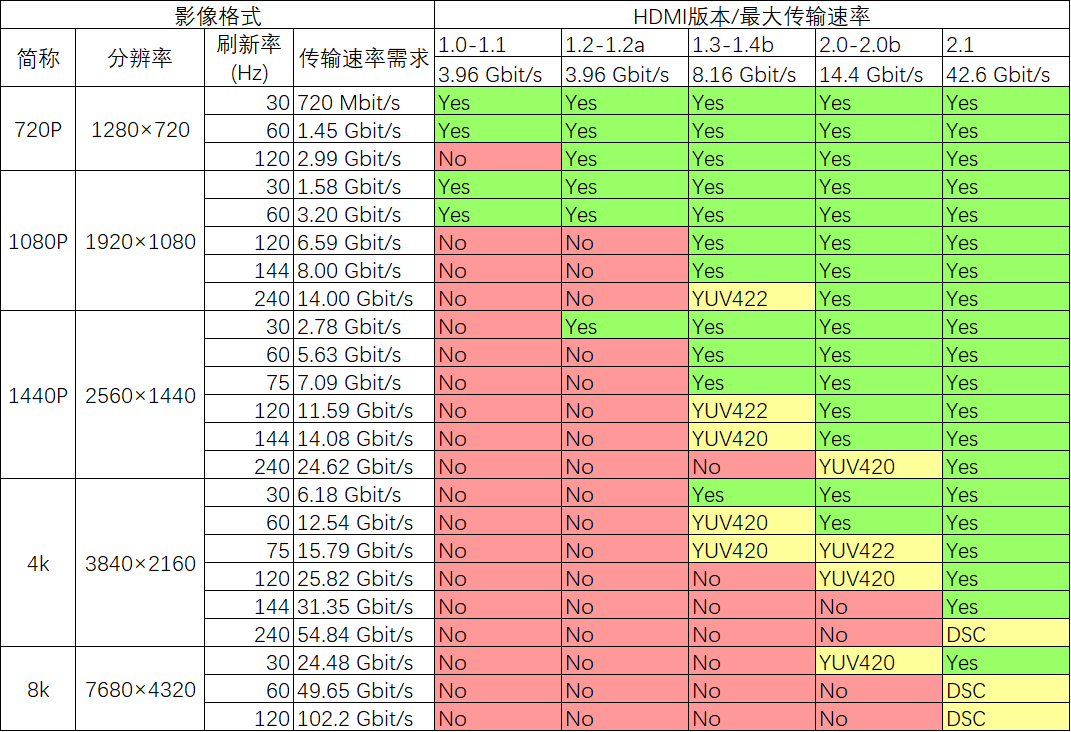 影像格式 HDMI版本/最大传输速率
简称 分辨率 刷新率(Hz) 传输速率需求 1.0-1.1 1.2-1.2a 1.3-1.4b 2.0-2.0b 2.1
3.96 Gbit/s 3.96 Gbit/s 8.16 Gbit/s 14.4 Gbit/s 42.6 Gbit/s
720P 1280×720 30 720 Mbit/s Yes Yes Yes Yes Yes
60 1.45 Gbit/s Yes Yes Yes Yes Yes
120 2.99 Gbit/s No Yes Yes Yes Yes
1080P 1920×1080 30 1.58 Gbit/s Yes Yes Yes Yes Yes
60 3.20 Gbit/s Yes Yes Yes Yes Yes
120 6.59 Gbit/s No No Yes Yes Yes
144 8.00 Gbit/s No No Yes Yes Yes
240 14.00 Gbit/s No No YUV422 Yes Yes
1440P 2560×1440 30 2.78 Gbit/s No Yes Yes Yes Yes
60 5.63 Gbit/s No No Yes Yes Yes
75 7.09 Gbit/s No No Yes Yes Yes
120 11.59 Gbit/s No No YUV422 Yes Yes
144 14.08 Gbit/s No No YUV420 Yes Yes
240 24.62 Gbit/s No No No YUV420 Yes
4k 3840×2160 30 6.18 Gbit/s No No Yes Yes Yes
60 12.54 Gbit/s No No YUV420 Yes Yes
75 15.79 Gbit/s No No YUV420 YUV422 Yes
120 25.82 Gbit/s No No No YUV420 Yes
144 31.35 Gbit/s No No No No Yes
240 54.84 Gbit/s No No No No DSC
8k 7680×4320 30 24.48 Gbit/s No No No YUV420 Yes
60 49.65 Gbit/s No No No No DSC
120 102.2 Gbit/s No No No No DSC